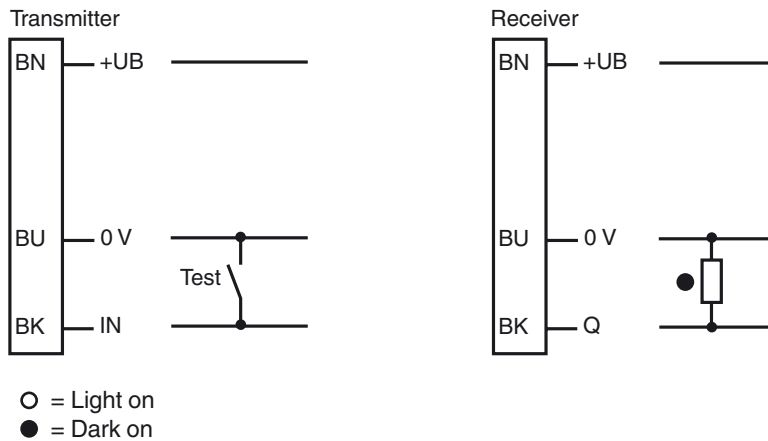 Transmitter
BN +UB
BU 0 V
Test
BK IN
Receiver
BN +UB
BU 0 V
BK Q
= Light on
= Dark on